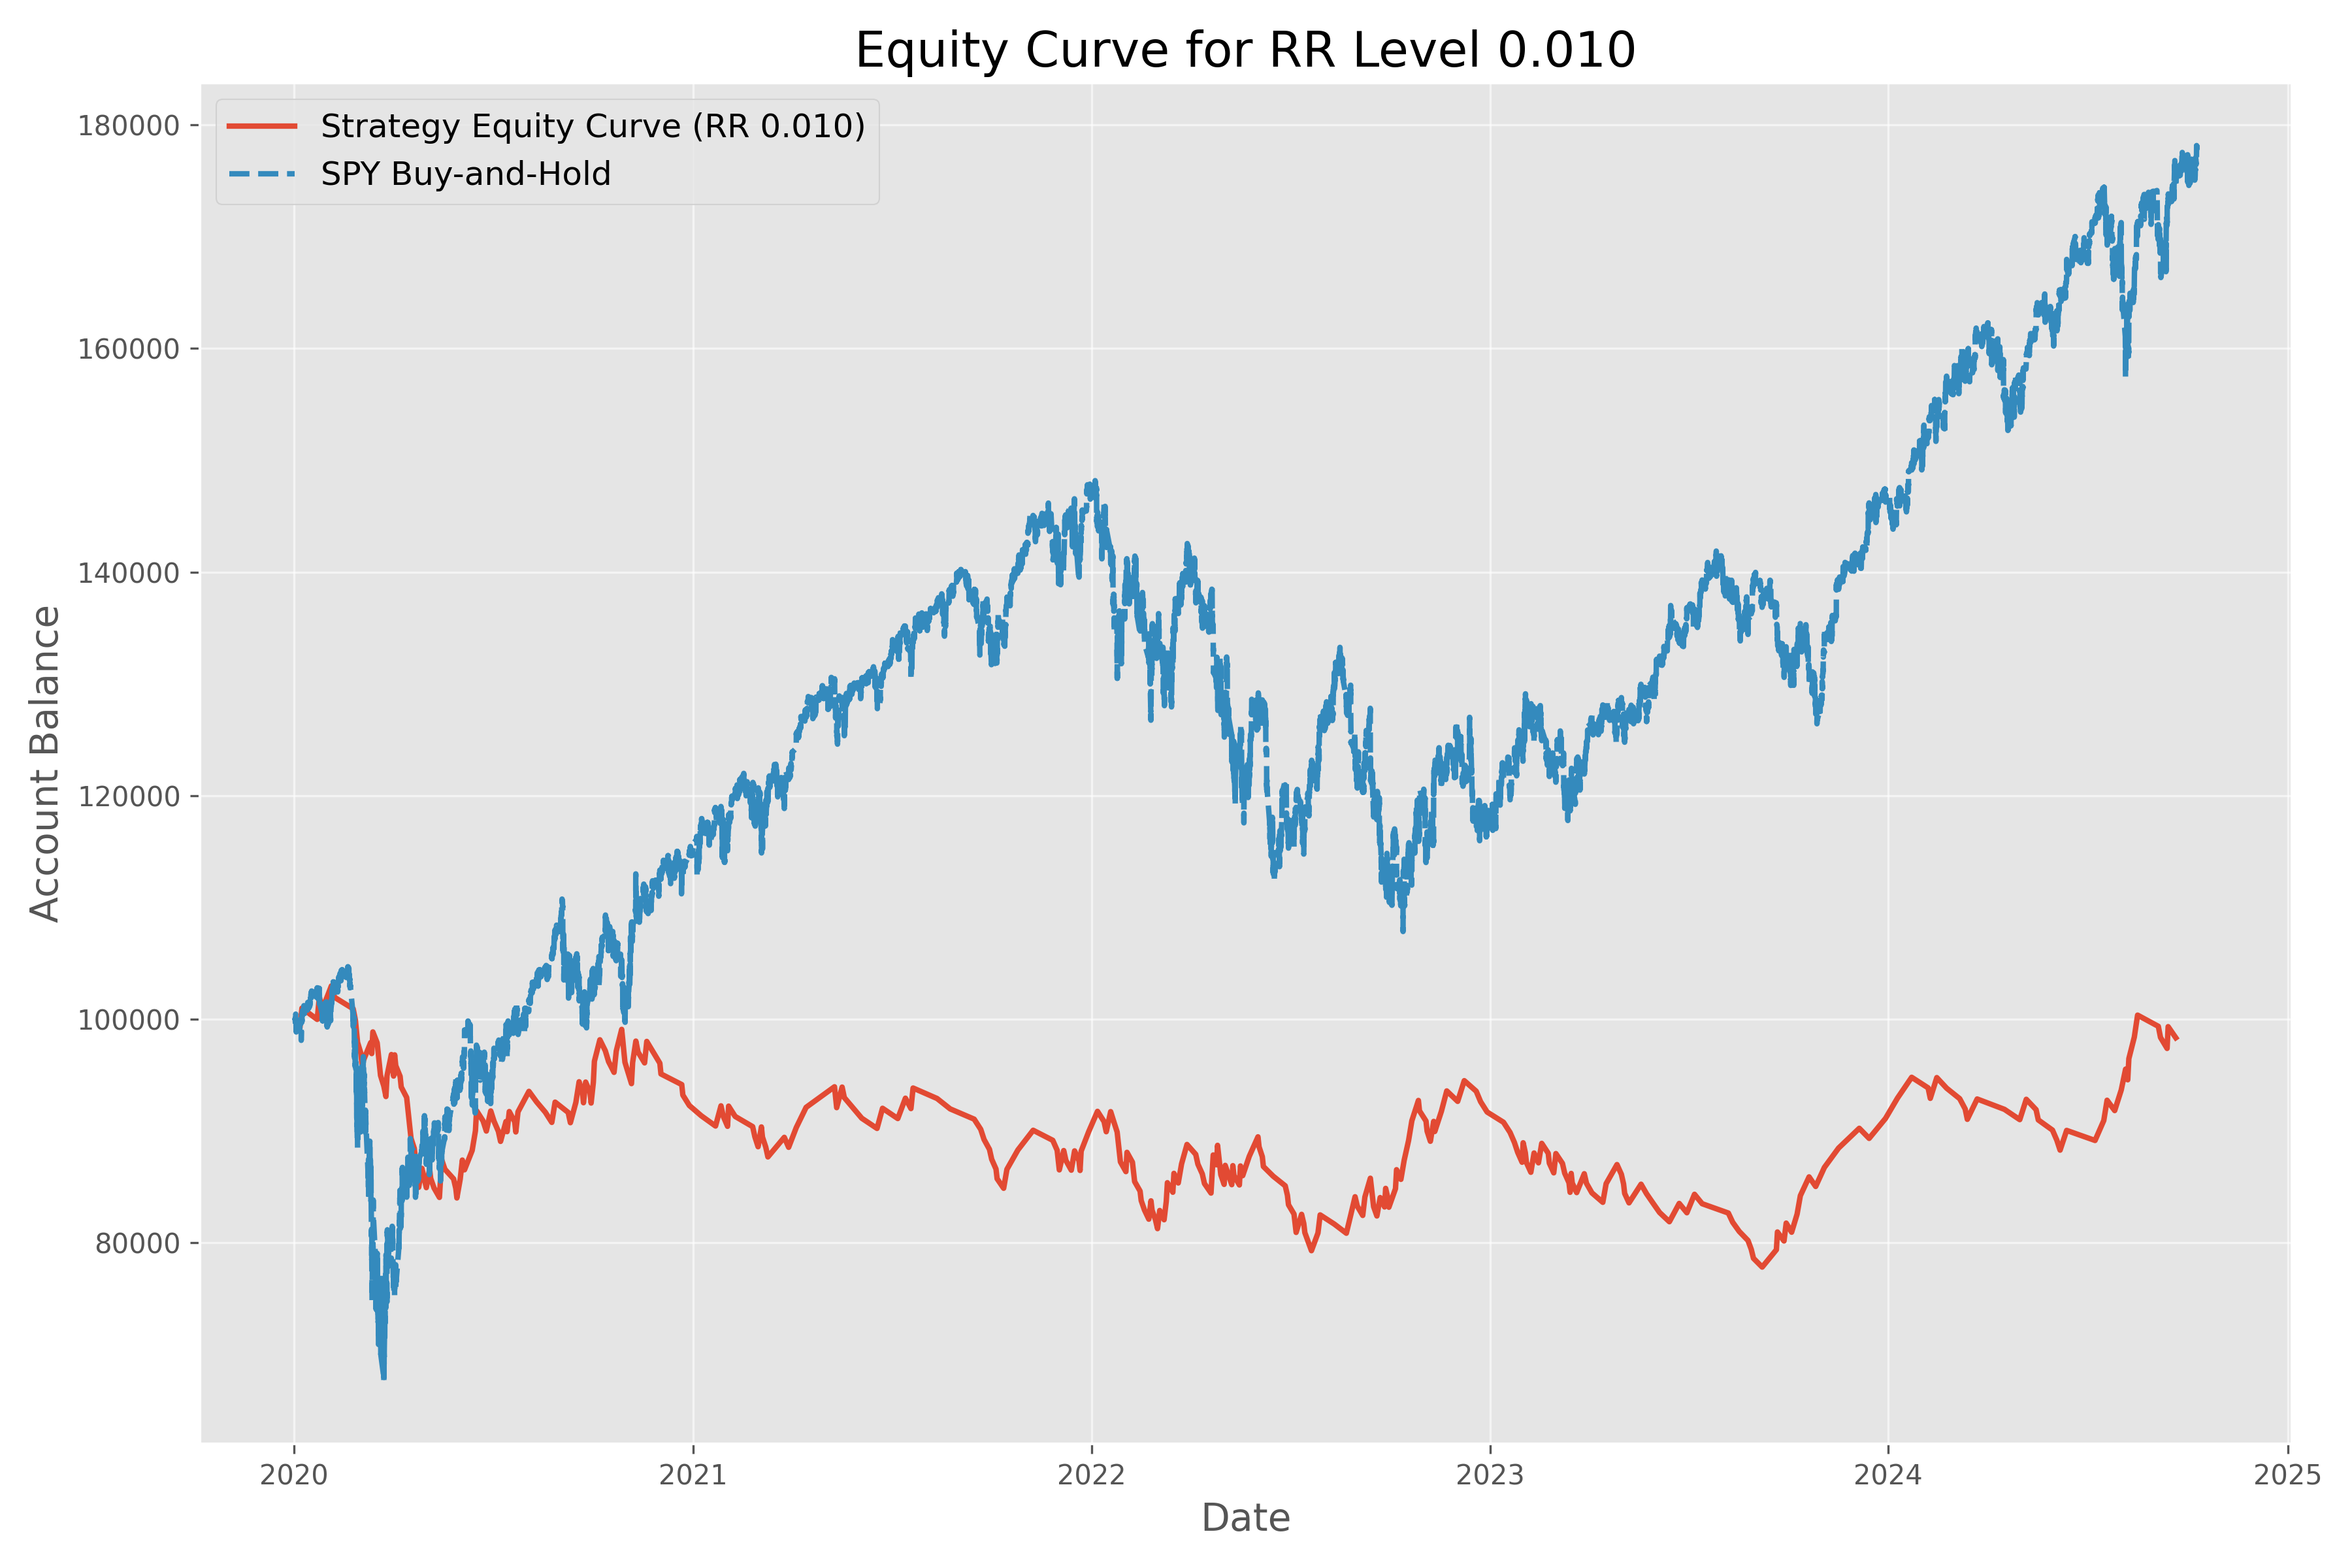 Equity Curve for RR Level 0.010
Strategy Equity Curve (RR 0.010)
SPY Buy-and-Hold
180000
160000
140000
120000
100000
80000
Account Balance
2020
2021
2022
2023
2024
2025
Date